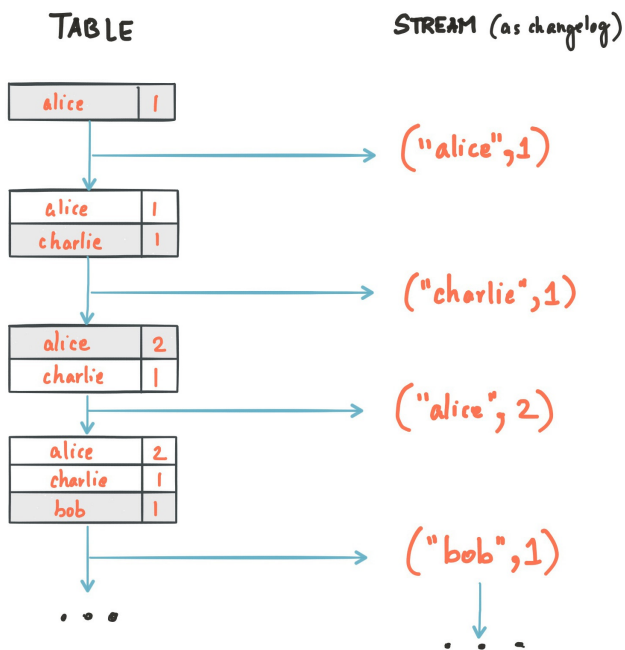 TABLE
STREAM (as changelog)
alice 1
("alice",1)
alice 1
charlie 1
("charlie",1)
alice 2
charlie 1
("alice", 2)
alice 2
charlie 1
bob 1
("bob",1)
...
...